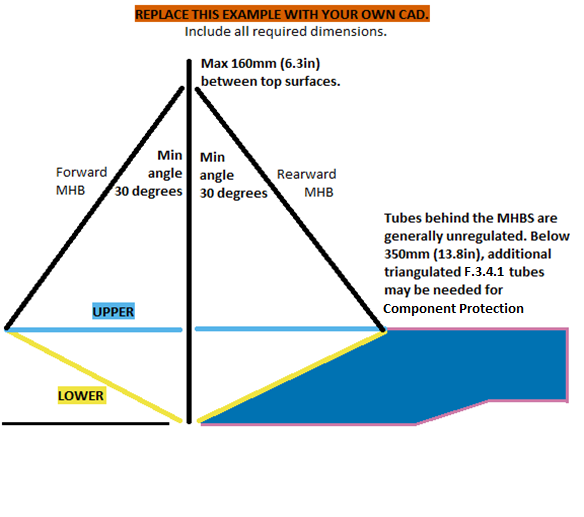 REPLACE THIS EXAMPLE WITH YOUR OWN CAD.
Include all required dimensions.
Max 160mm (6.3in)
between top surfaces.
Forward
MHB
Min
angle
30 degrees
Min
angle
30 degrees
Rearward
MHB
Tubes behind the MHBS are
generally unregulated. Below
350mm (13.8in), additional
triangulated F.3.4.1 tubes
may be needed for
Component Protection
UPPER
LOWER